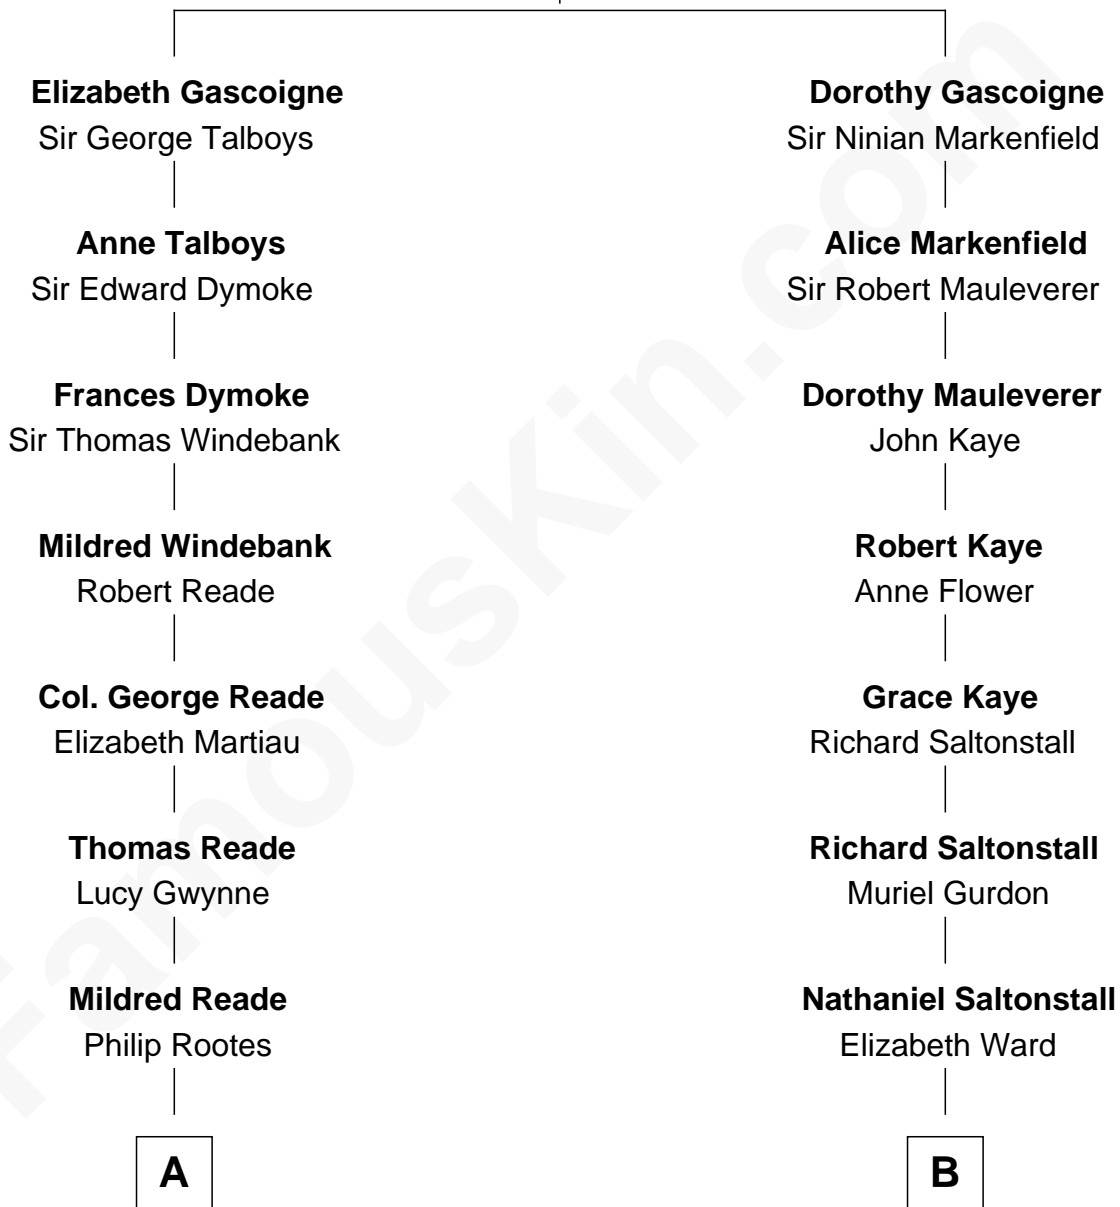 Elizabeth Gascoigne
Sir George Talboys
Anne Talboys
Sir Edward Dymoke
Frances Dymoke
Sir Thomas Windebank
Mildred Windebank
Robert Reade
Col. George Reade
Elizabeth Martiau
Thomas Reade
Lucy Gwynne
Mildred Reade
Philip Rootes
A
Dorothy Gascoigne
Sir Ninian Markenfield
Alice Markenfield
Sir Robert Mauleverer
Dorothy Mauleverer
John Kaye
Robert Kaye
Anne Flower
Grace Kaye
Richard Saltonstall
Richard Saltonstall
Muriel Gurdon
Nathaniel Saltonstall
Elizabeth Ward
B
FamousKin.com